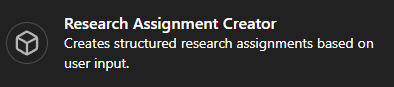 Research Assignment Creator
Creates structured research assignments based on
user input.